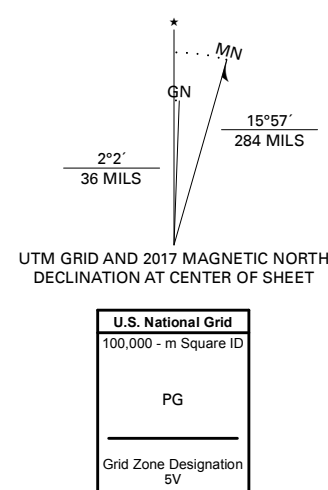 MN
GN
15°57´
284 MILS
2°2´
36 MILS
UTM GRID AND 2017 MAGNETIC NORTH
DECLINATION AT CENTER OF SHEET
U.S. National Grid
100,000 - m Square ID
PG
Grid Zone Designation
5V